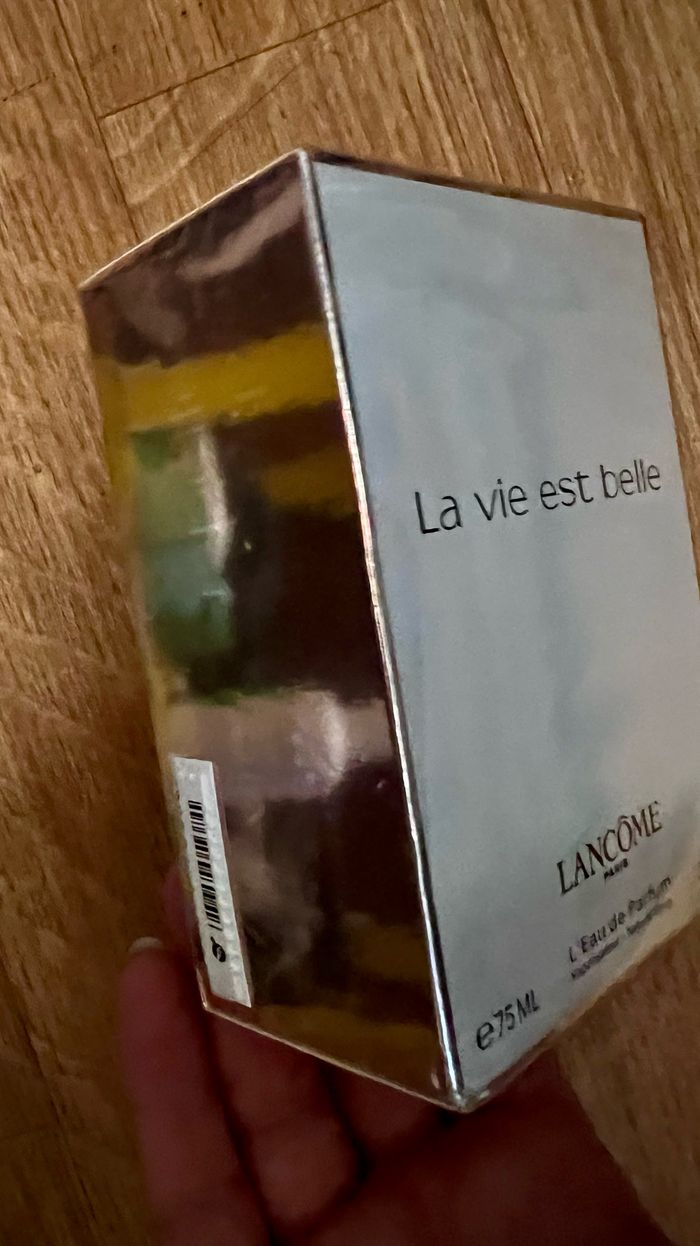 La vie est belle
LANCÔME
PARIS
L'Eau de Parfum
e75ML